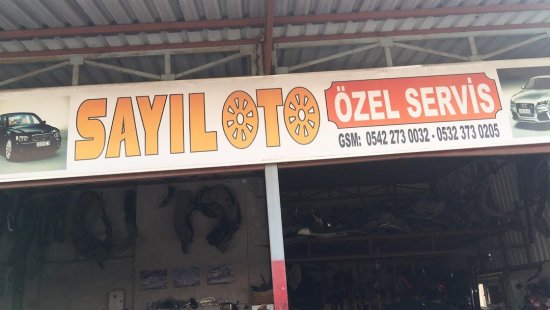 SAYIL OTO
ÖZEL SERVİS
GSM: 0542 273 0032 - 0532 373 0205